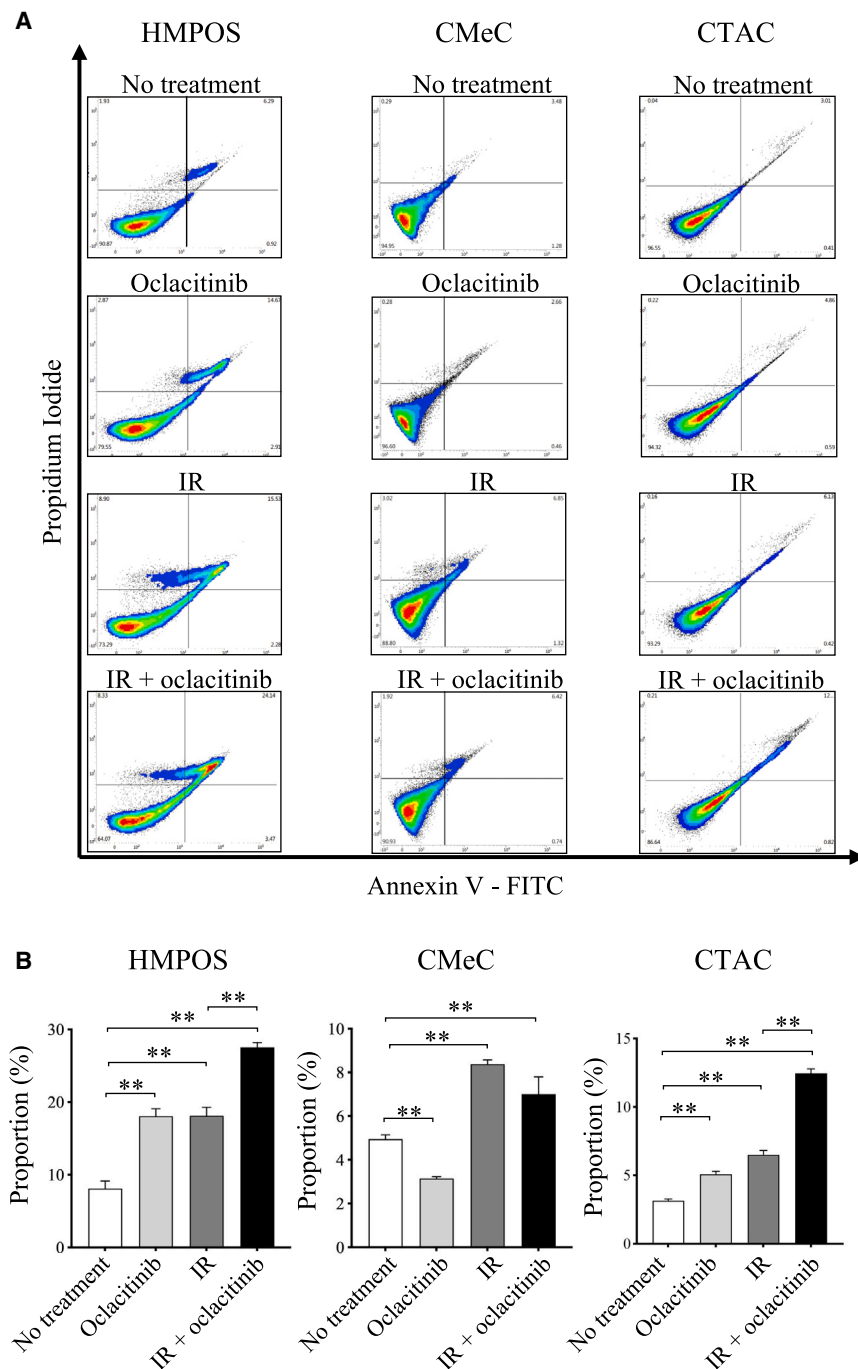 A
HMPOS CMeC CTAC
No treatment No treatment No treatment
1.93 6.29 0.29 3.48 0.04 3.01
90.87 0.92 94.95 1.28 96.55 0.41
Oclacitinib Oclacitinib Oclacitinib
2.87 14.67 0.28 2.66 0.22 4.86
79.55 2.91 96.60 0.46 94.32 0.59
IR IR IR
8.90 15.53 3.02 6.85 0.16 6.13
73.29 2.28 88.80 1.32 93.29 0.42
IR + oclacitinib IR + oclacitinib IR + oclacitinib
8.33 24.14 1.92 6.42 0.21 12...
64.07 3.47 90.93 0.74 86.64 0.82
Propidium Iodide
Annexin V - FITC
B
HMPOS CMeC CTAC
Proportion (%)
30
20
10
0
** ** ** **
No treatment
Oclacitinib
IR
IR + oclacitinib
Proportion (%)
10
8
6
4
2
0
** ** **
No treatment
Oclacitinib
IR
IR + oclacitinib
Proportion (%)
15
10
5
0
** ** ** **
No treatment
Oclacitinib
IR
IR + oclacitinib